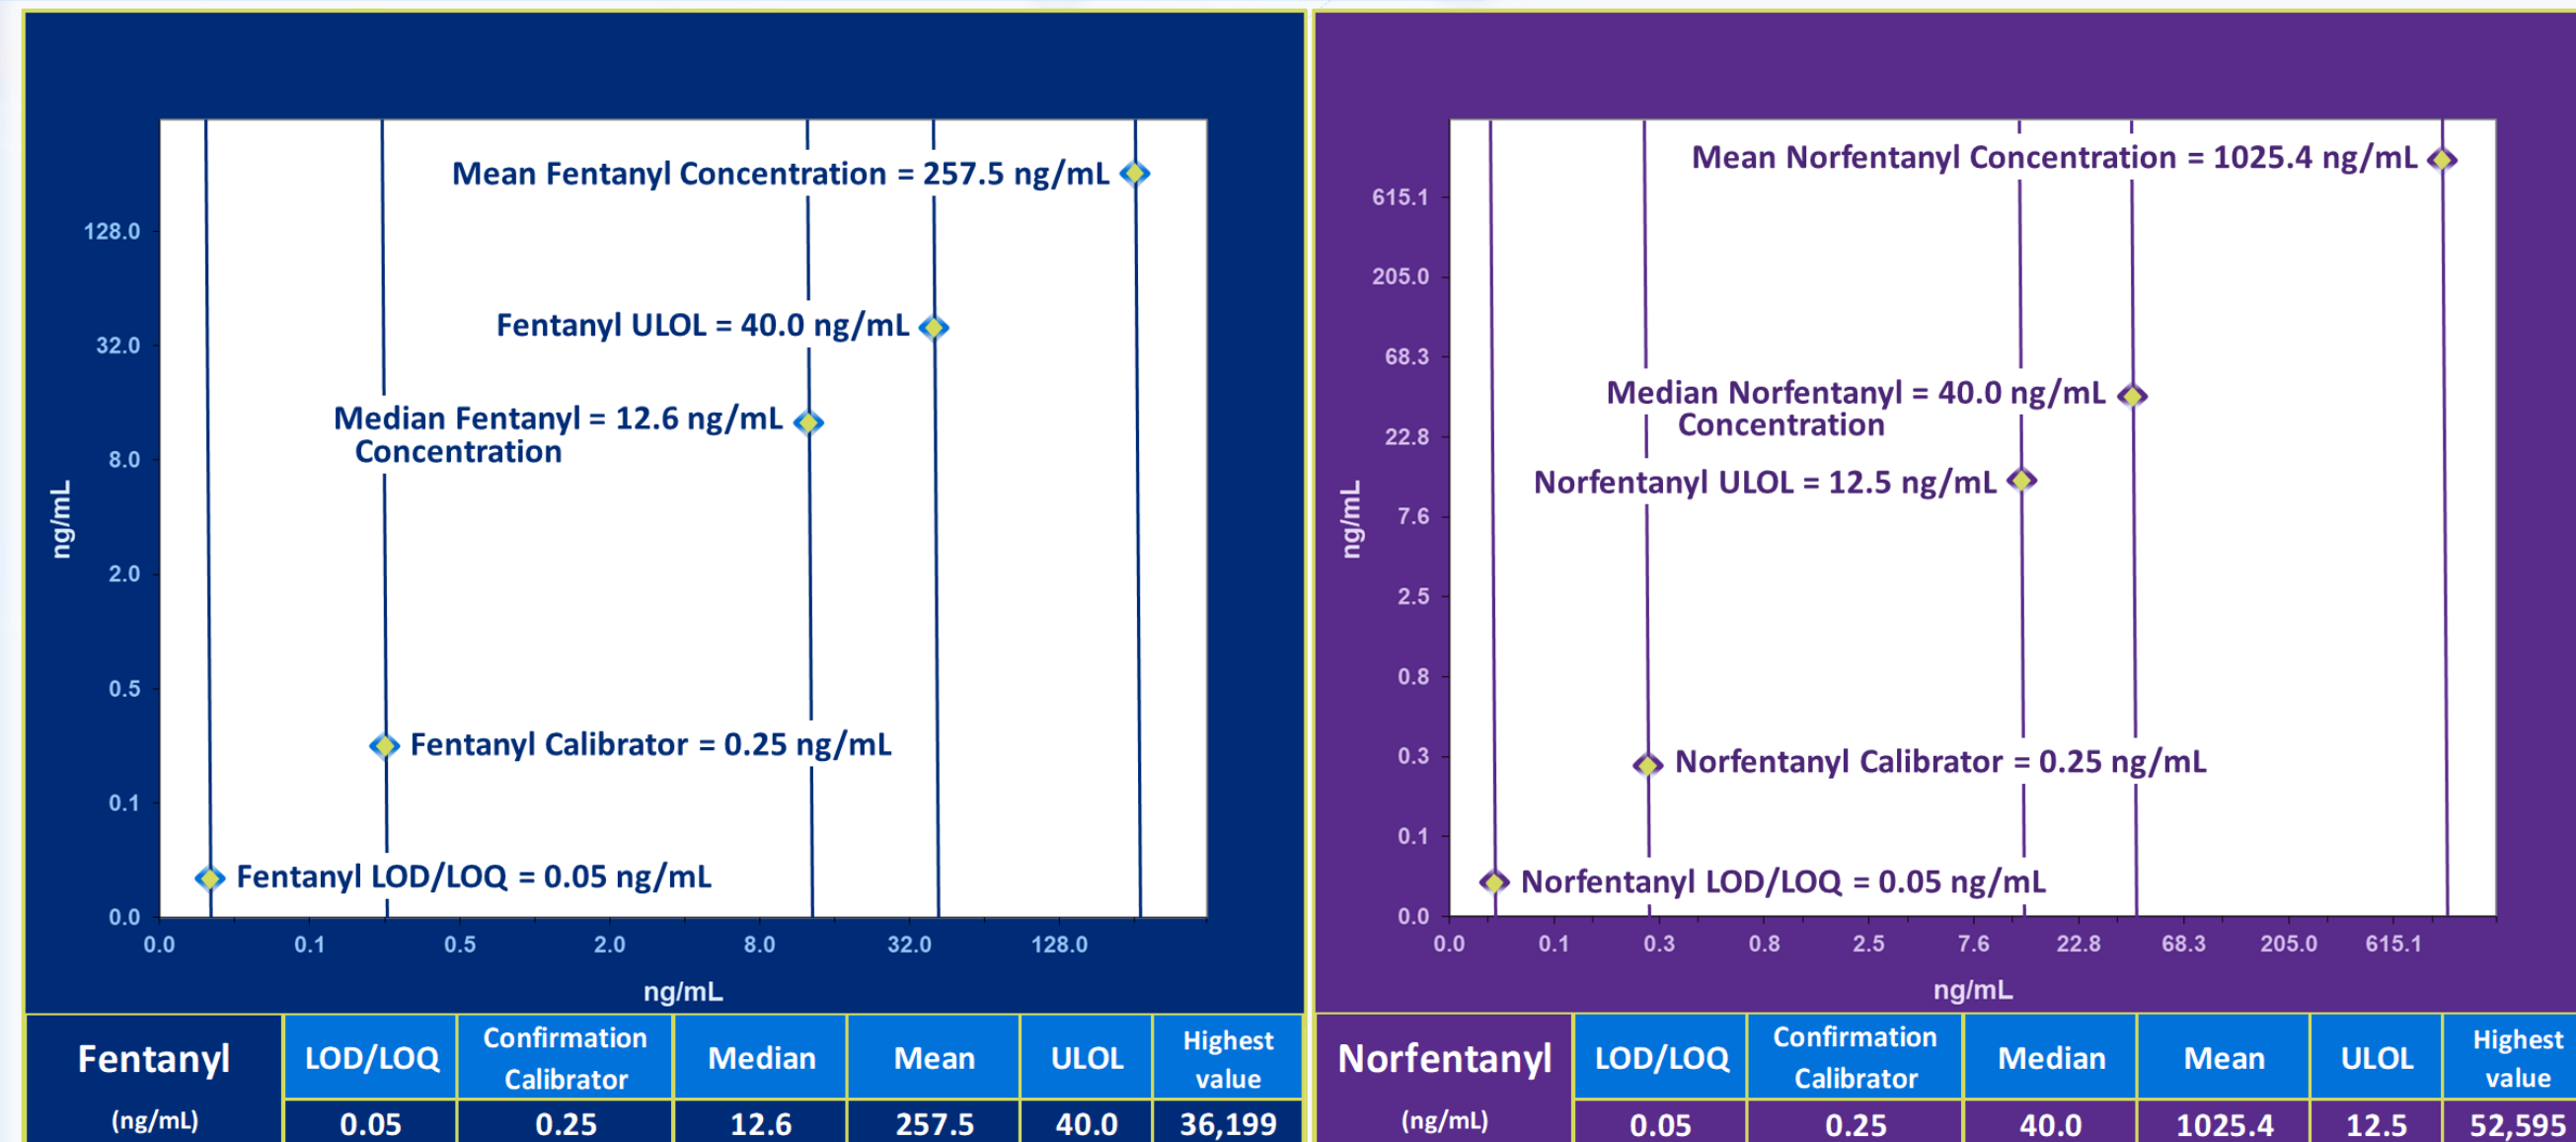 Mean Fentanyl Concentration = 257.5 ng/mL
Fentanyl ULOL = 40.0 ng/mL
Median Fentanyl = 12.6 ng/mL
Concentration
Fentanyl Calibrator = 0.25 ng/mL
Fentanyl LOD/LOQ = 0.05 ng/mL
128.0
32.0
8.0
2.0
0.5
0.1
0.0
ng/mL
0.0 0.1 0.5 2.0 8.0 32.0 128.0
ng/mL
Fentanyl LOD/LOQ Confirmation Calibrator Median Mean ULOL Highest value
(ng/mL) 0.05 0.25 12.6 257.5 40.0 36,199
Mean Norfentanyl Concentration = 1025.4 ng/mL
Median Norfentanyl = 40.0 ng/mL
Concentration
Norfentanyl ULOL = 12.5 ng/mL
Norfentanyl Calibrator = 0.25 ng/mL
Norfentanyl LOD/LOQ = 0.05 ng/mL
615.1
205.0
68.3
22.8
7.6
2.5
0.8
0.3
0.1
0.0
ng/mL
0.0 0.1 0.3 0.8 2.5 7.6 22.8 68.3 205.0 615.1
ng/mL
Norfentanyl LOD/LOQ Confirmation Calibrator Median Mean ULOL Highest value
(ng/mL) 0.05 0.25 40.0 1025.4 12.5 52,595